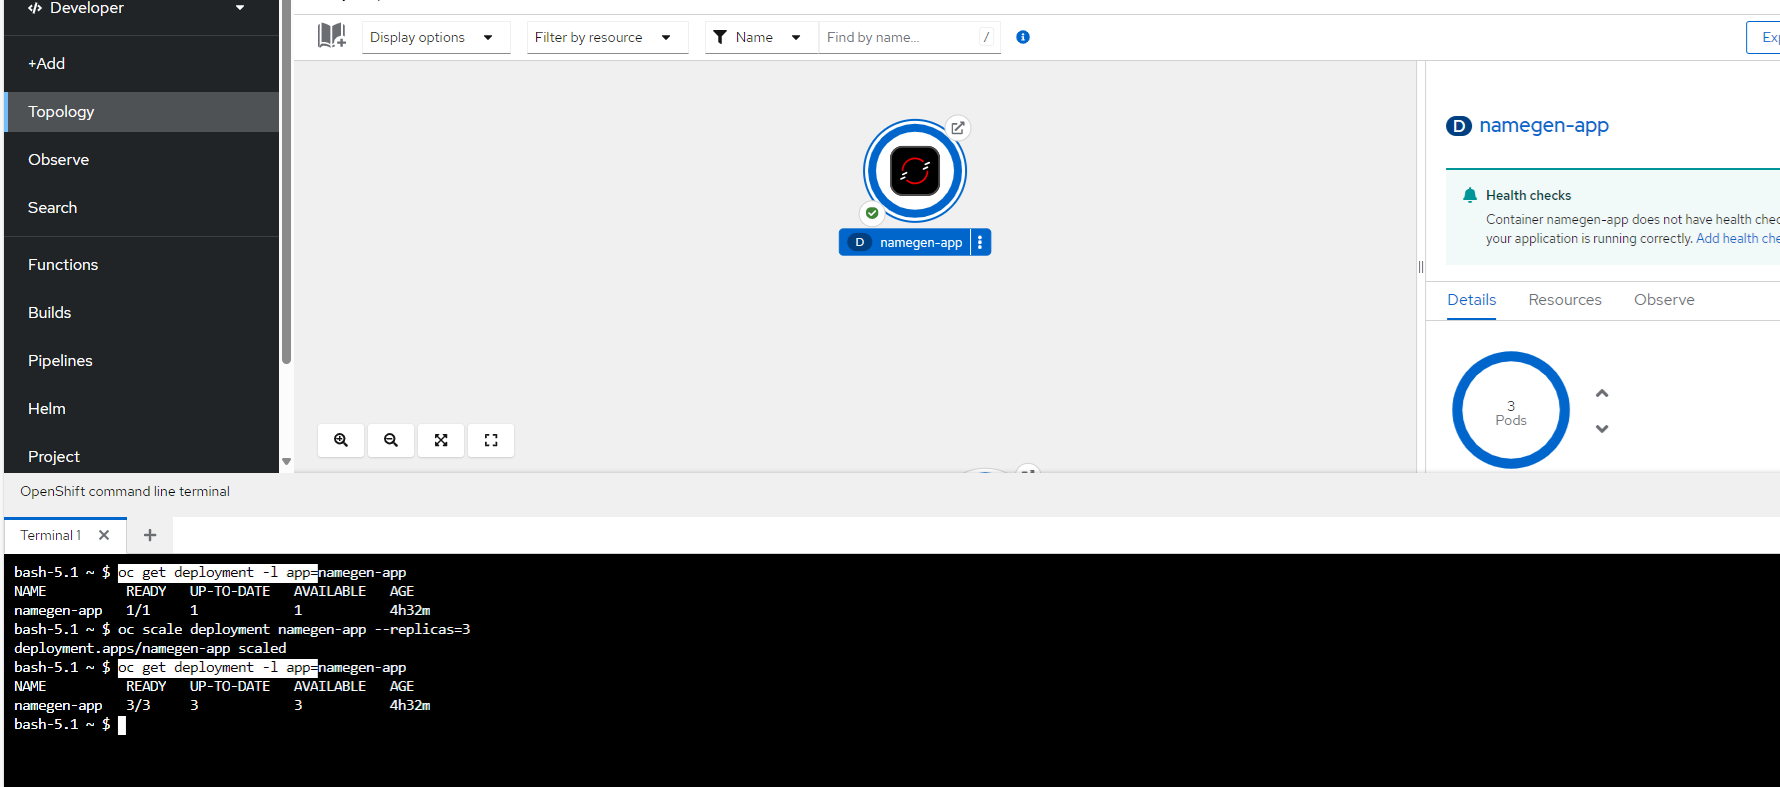 Developer
+Add
Topology
Observe
Search
Functions
Builds
Pipelines
Helm
Project
Display options
Filter by resource
Name
Find by name...
/
D namegen-app
D namegen-app
Health checks
Container namegen-app does not have health
your application is running correctly. Add health
Details Resources Observe
3
Pods
OpenShift command line terminal
Terminal 1
bash-5.1 ~ $ oc get deployment -l app=namegen-app
NAME READY UP-TO-DATE AVAILABLE AGE
namegen-app 1/1 1 1 4h32m
bash-5.1 ~ $ oc scale deployment namegen-app --replicas=3
deployment.apps/namegen-app scaled
bash-5.1 ~ $ oc get deployment -l app=namegen-app
NAME READY UP-TO-DATE AVAILABLE AGE
namegen-app 3/3 3 3 4h32m
bash-5.1 ~ $